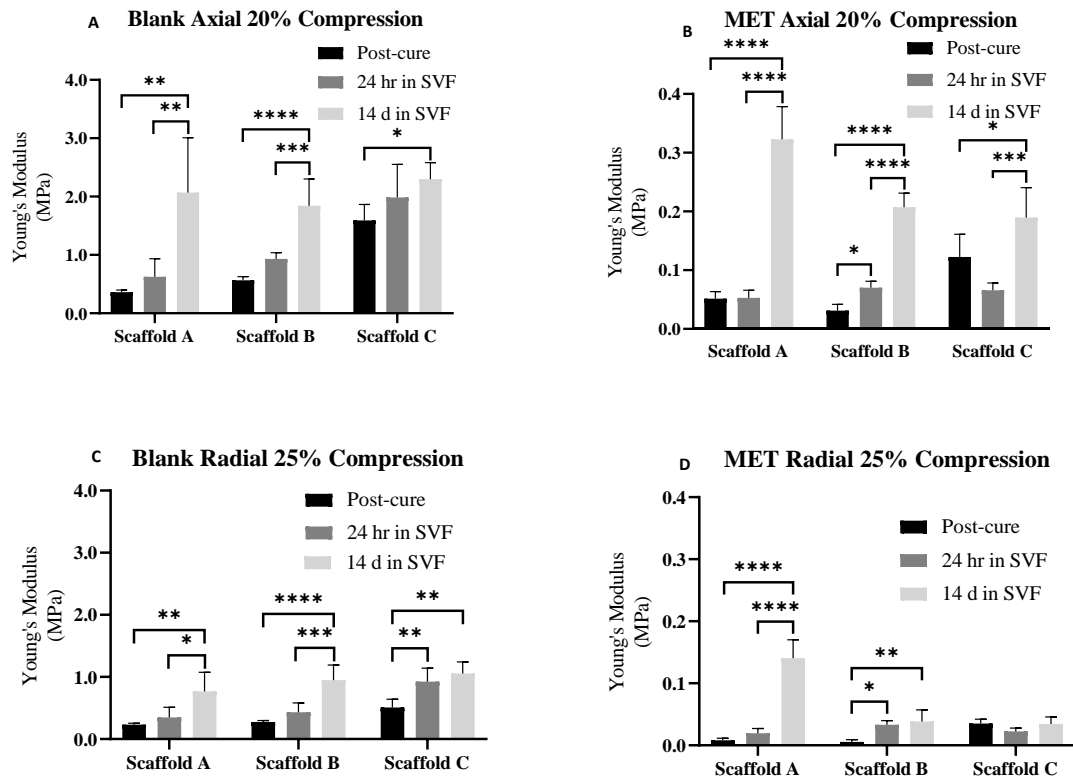 A Blank Axial 20% Compression
Post-cure
24 hr in SVF
14 d in SVF
Young's Modulus
(MPa)
4.0
3.0
2.0
1.0
0.0
** ** **** *** *
Scaffold A Scaffold B Scaffold C
B MET Axial 20% Compression
Post-cure
24 hr in SVF
14 d in SVF
Young's Modulus
(MPa)
0.4
0.3
0.2
0.1
0.0
**** **** **** **** * * ***
Scaffold A Scaffold B Scaffold C
C Blank Radial 25% Compression
Post-cure
24 hr in SVF
14 d in SVF
Young's Modulus
(MPa)
4.0
3.0
2.0
1.0
0.0
** * **** *** ** **
Scaffold A Scaffold B Scaffold C
D MET Radial 25% Compression
Post-cure
24 hr in SVF
14 d in SVF
Young's Modulus
(MPa)
0.4
0.3
0.2
0.1
0.0
**** **** ** *
Scaffold A Scaffold B Scaffold C